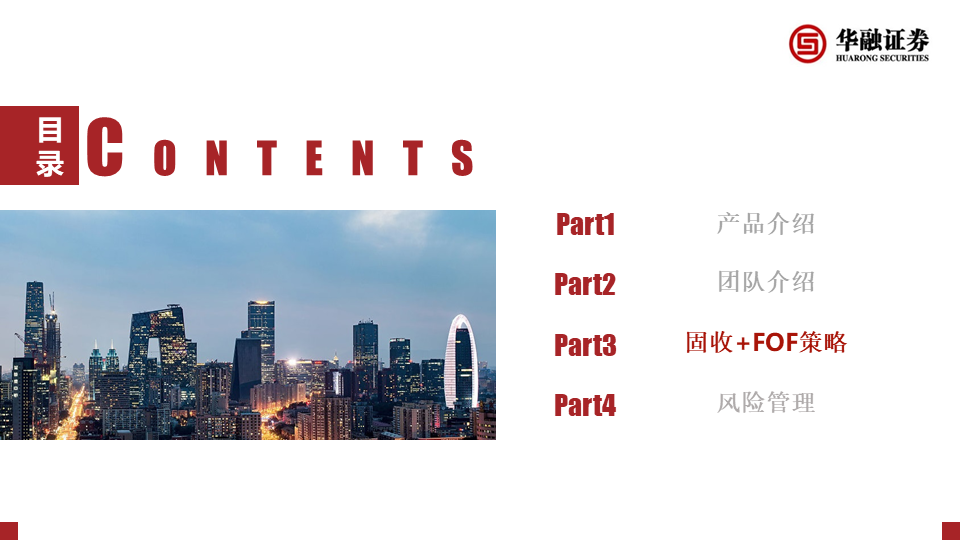 华融证券
HUARONG SECURITIES
目录
CONTENTS
Part1 产品介绍
Part2 团队介绍
Part3 固收+FOF策略
Part4 风险管理